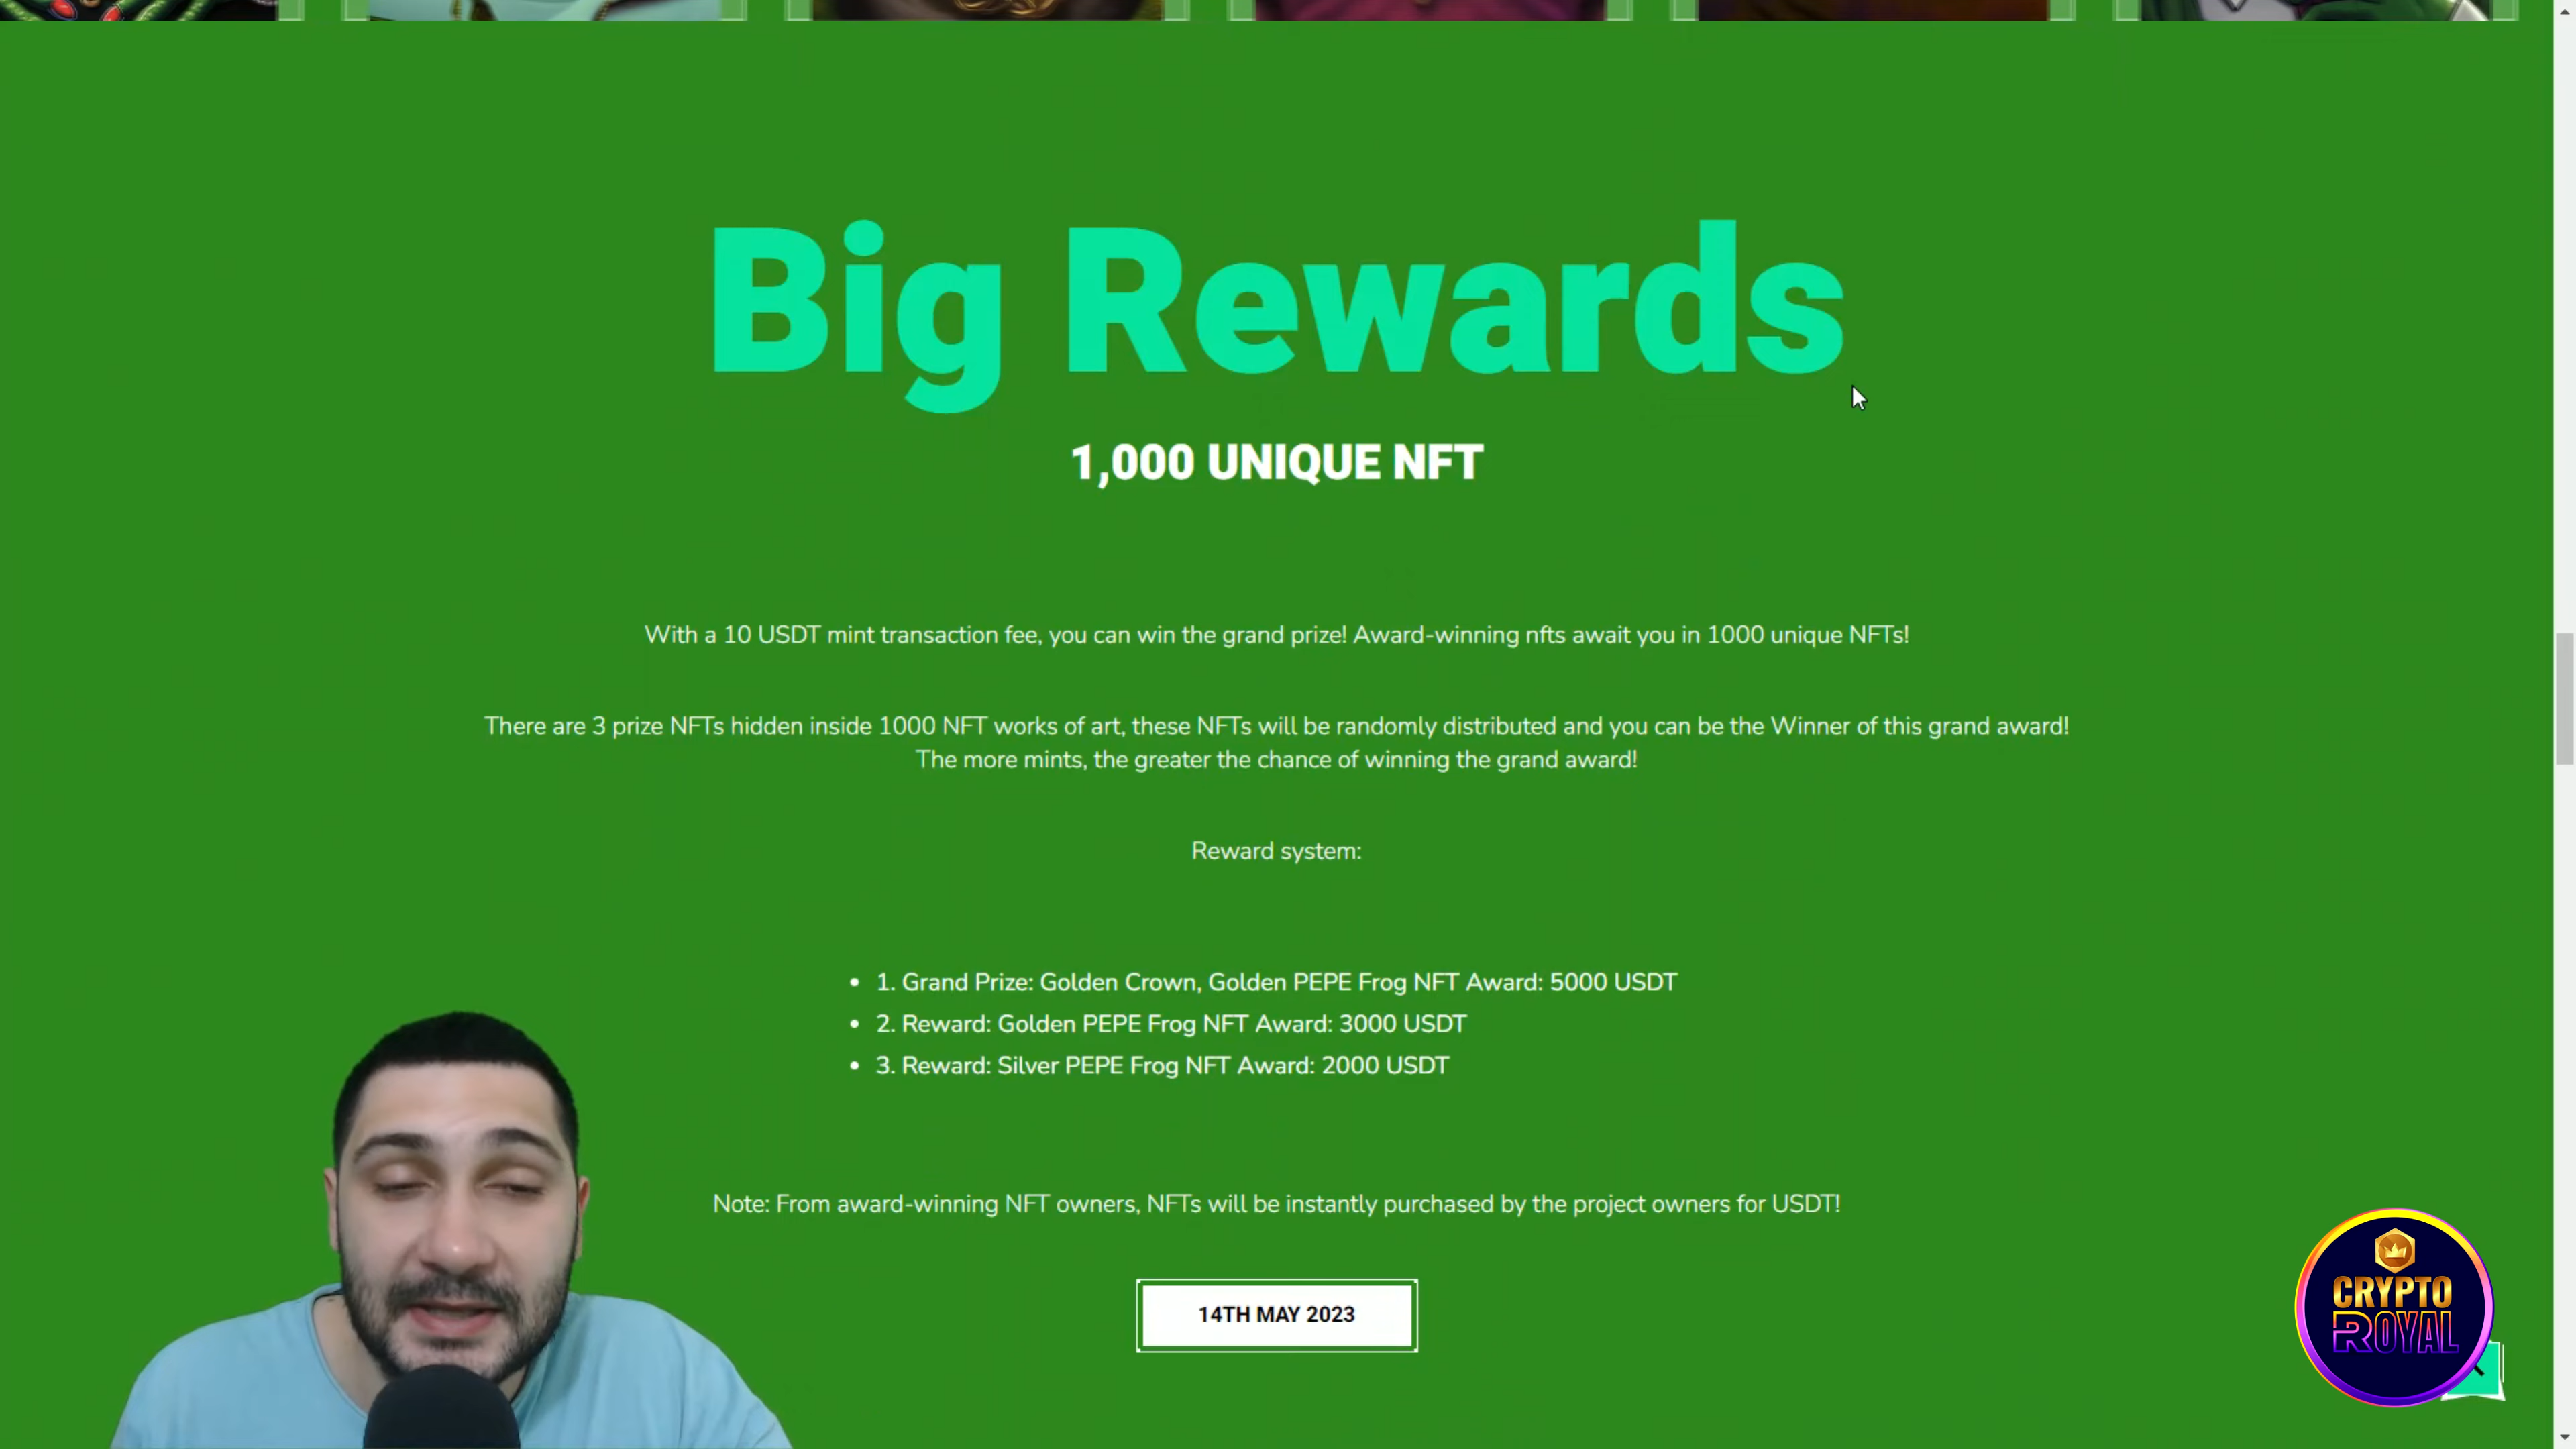 Big Rewards
1,000 UNIQUE NFT
With a 10 USDT mint transaction fee, you can win the grand prize! Award-winning nfts await you in 1000 unique NFTs!
There are 3 prize NFTs hidden inside 1000 NFT works of art, these NFTs will be randomly distributed and you can be the Winner of this grand award!
The more mints, the greater the chance of winning the grand award!
Reward system:
• 1. Grand Prize: Golden Crown, Golden PEPE Frog NFT Award: 5000 USDT
• 2. Reward: Golden PEPE Frog NFT Award: 3000 USDT
• 3. Reward: Silver PEPE Frog NFT Award: 2000 USDT
Note: From award-winning NFT owners, NFTs will be instantly purchased by the project owners for USDT!
14TH MAY 2023
CRYPTO
ROYAL